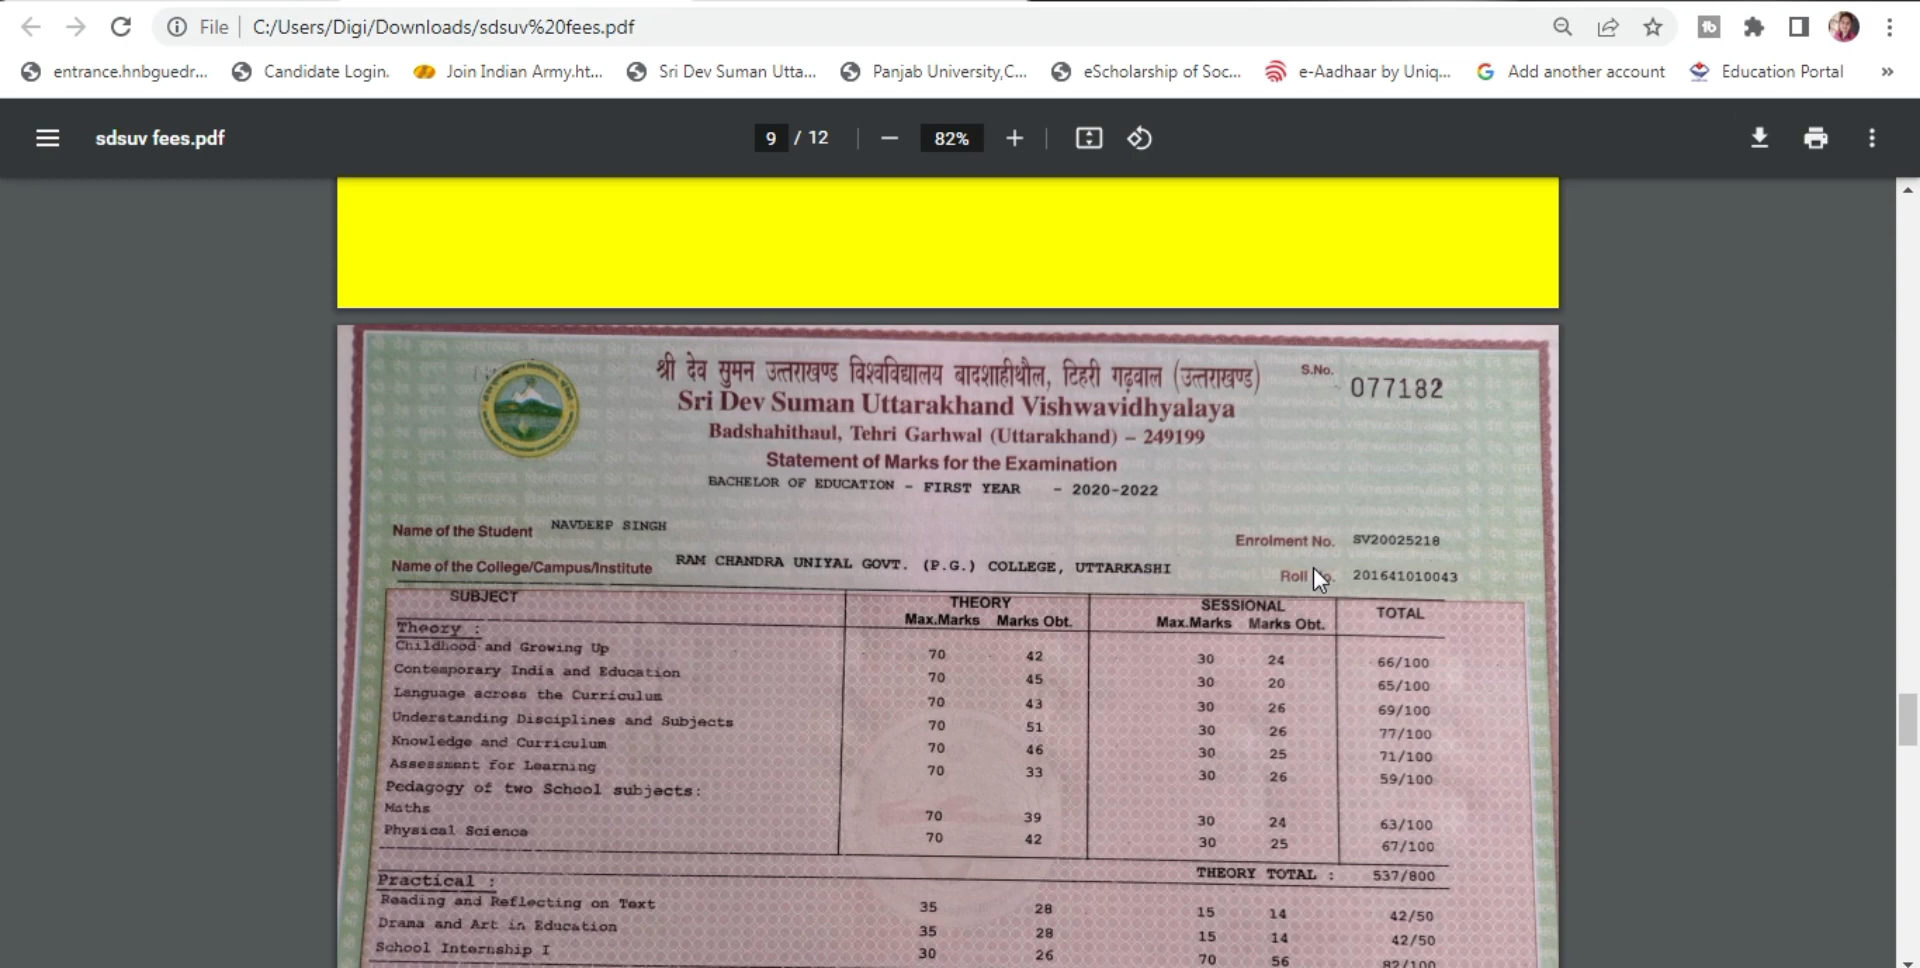 File C:/Users/Digi/Downloads/sdsuv%20fees.pdf
entrance.hnbguedr... Candidate Login. Join Indian Army.ht... Sri Dev Suman Utta... Panjab University,C... eScholarship of Soc... e-Aadhaar by Uniq... Add another account Education Portal »
sdsuv fees.pdf 9 / 12 82%
श्री देव सुमन उत्तराखण्ड विश्वविद्यालय बादशाहीथौल, टिहरी गढ़वाल (उत्तराखण्ड) S.No. 077182
Sri Dev Suman Uttarakhand Vishwavidhyalaya
Badshahithaul, Tehri Garhwal (Uttarakhand) – 249199
Statement of Marks for the Examination
BACHELOR OF EDUCATION - FIRST YEAR - 2020-2022
Name of the Student NAVDEEP SINGH
Enrolment No. SV20025218
Name of the College/Campus/Institute RAM CHANDRA UNIYAL GOVT. (P.G.) COLLEGE, UTTARKASHI
Roll No. 201641010043
SUBJECT THEORY SESSIONAL TOTAL
Max.Marks Marks Obt. Max.Marks Marks Obt.
Theory :
Childhood and Growing Up 70 42 30 24 66/100
Contemporary India and Education 70 45 30 20 65/100
Language across the Curriculum 70 43 30 26 69/100
Understanding Disciplines and Subjects 70 51 30 26 77/100
Knowledge and Curriculum 70 46 30 25 71/100
Assessment for Learning 70 33 30 26 59/100
Pedagogy of two School subjects:
Maths 70 39 30 24 63/100
Physical Science 70 42 30 25 67/100
THEORY TOTAL : 537/800
Practical :
Reading and Reflecting on Text 35 28 15 14 42/50
Drama and Art in Education 35 28 15 14 42/50
School Internship I 30 26 70 56 82/100